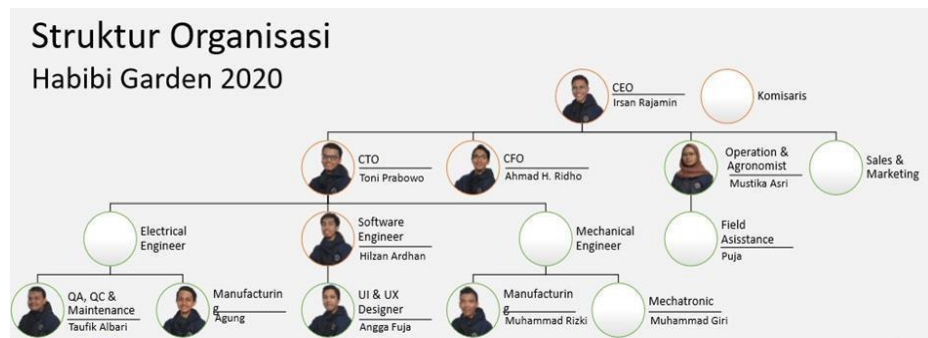 Struktur Organisasi
Habibi Garden 2020
CEO
Irsan Rajamin
Komisaris
CTO
Toni Prabowo
CFO
Ahmad H. Ridho
Operation &
Agronomist
Mustika Asri
Sales &
Marketing
Electrical
Engineer
Software
Engineer
Hilzan Ardhan
Mechanical
Engineer
Field
Asisstance
Puja
QA, QC &
Maintenance
Taufik Albari
Manufacturin
g
Agung
UI & UX
Designer
Angga Fuja
Manufacturin
g
Muhammad Rizki
Mechatronic
Muhammad Giri